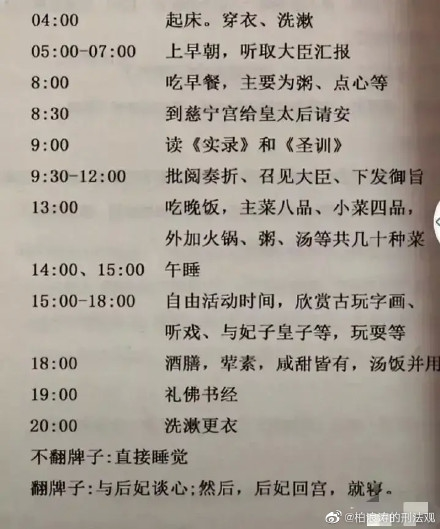 04:00 起床。穿衣、洗漱
05:00-07:00 上早朝，听取大臣汇报
8:00 吃早餐，主要为粥、点心等
8:30 到慈宁宫给皇太后请安
9:00 读《实录》和《圣训》
9:30-12:00 批阅奏折、召见大臣、下发御旨
13:00 吃晚饭，主菜八品、小菜四品，
外加火锅、粥、汤等共几十种菜
14:00、15:00 午睡
15:00-18:00 自由活动时间，欣赏古玩字画、
听戏、与妃子皇子等，玩耍等
18:00 酒膳，荤素，咸甜皆有，汤饭并用
19:00 礼佛书经
20:00 洗漱更衣
不翻牌子:直接睡觉
翻牌子:与后妃谈心;然后，后妃回宫，就寝。
的刑法观